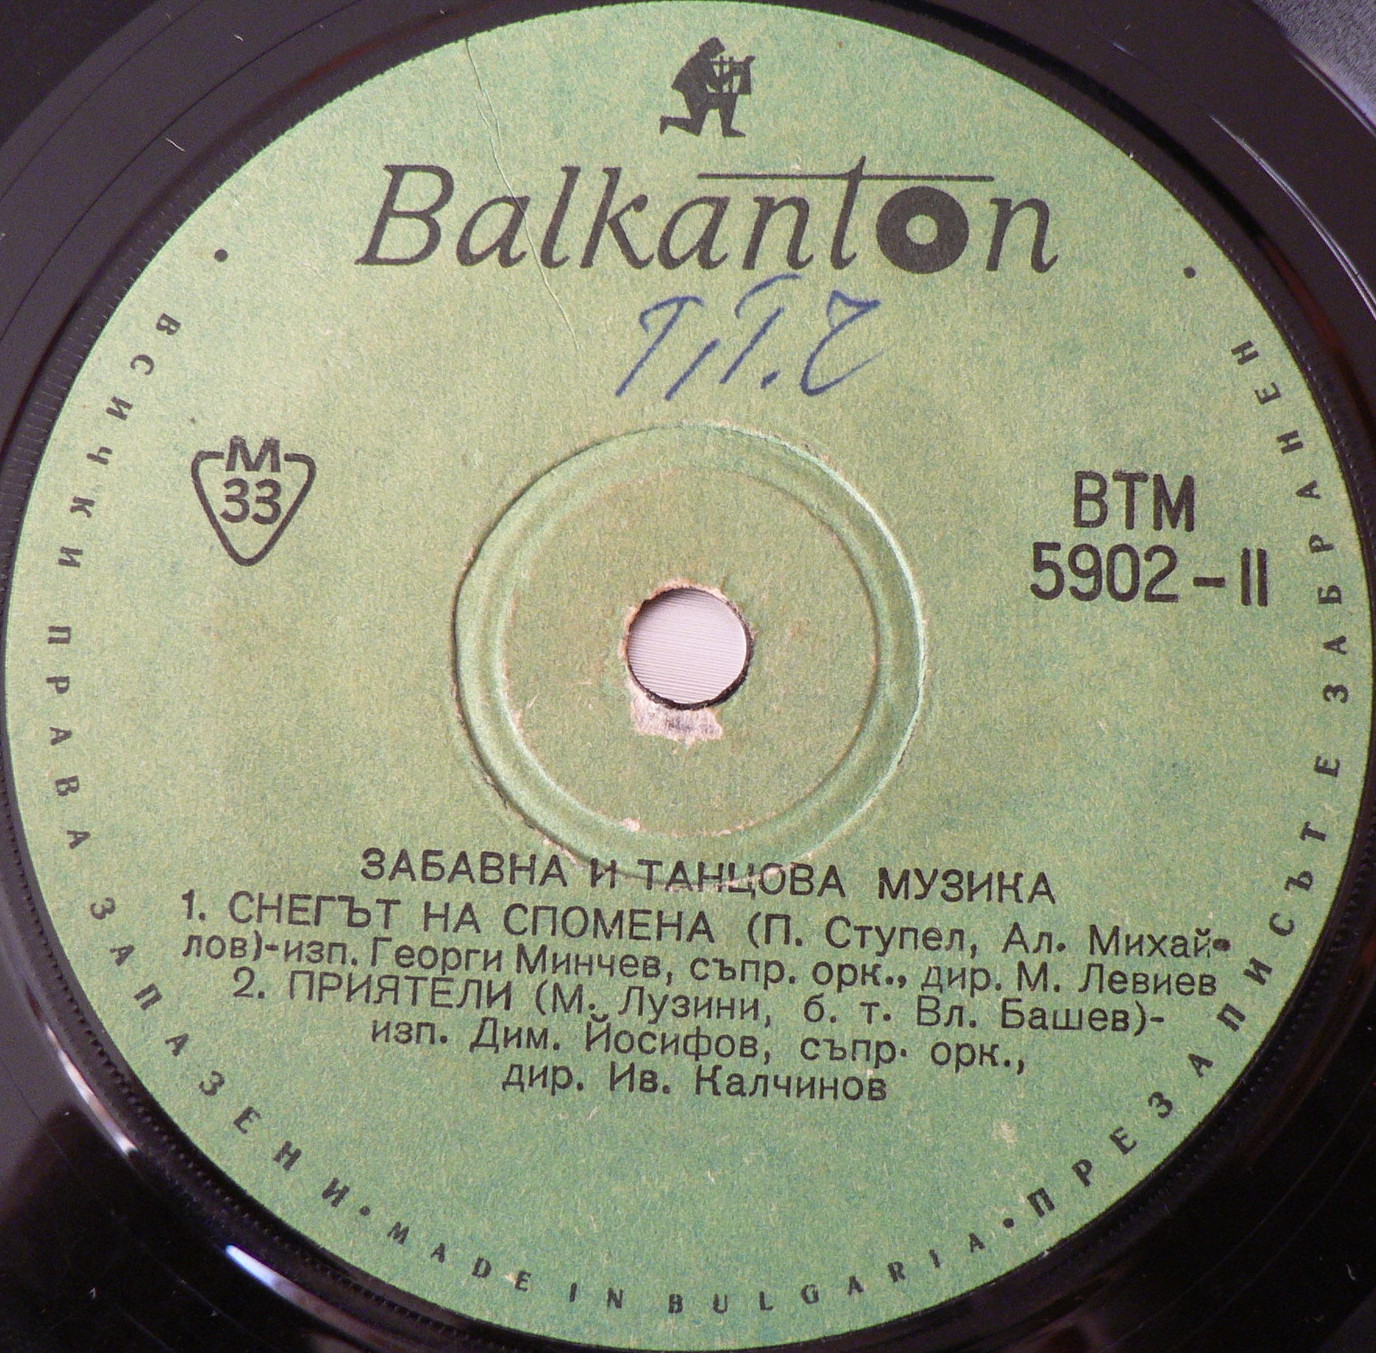 Balkanton
М
33
ВТМ
5902-II
ЗАБАВНА И ТАНЦОВА МУЗИКА
1. СНЕГЪТ НА СПОМЕНА (П. Ступел, Ал. Михай-
лов)-изп. Георги Минчев, съпр. орк., дир. М. Левиев
2. ПРИЯТЕЛИ (М. Лузини, б. т. Вл. Башев)-
изп. Дим. Йосифов, съпр. орк.,
дир. Ив. Калчинов
• ВСИЧКИ ПРАВА ЗАПАЗЕНИ • MADE IN BULGARIA • ПРЕЗАПИСЪТ Е ЗАБРАНЕН •